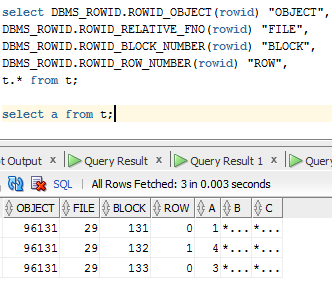 select DBMS_ROWID.ROWID_OBJECT(rowid) "OBJECT",
DBMS_ROWID.ROWID_RELATIVE_FNO(rowid) "FILE",
DBMS_ROWID.ROWID_BLOCK_NUMBER(rowid) "BLOCK",
DBMS_ROWID.ROWID_ROW_NUMBER(rowid) "ROW",
t.* from t;
select a from t;
t Output × Query Result × Query Result 1 × Query
SQL | All Rows Fetched: 3 in 0.003 seconds
OBJECT FILE BLOCK ROW A B C
96131 29 131 0 1 *... *...
96131 29 132 1 4 *... *...
96131 29 133 0 3 *... *...